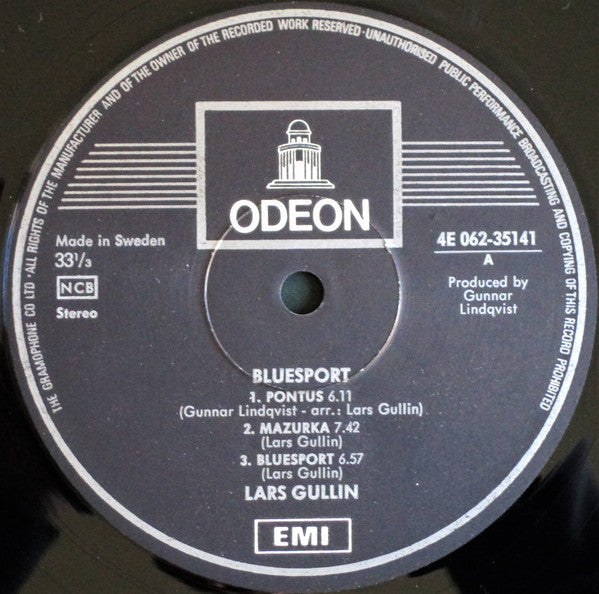 THE GRAMOPHONE CO LTD · ALL RIGHTS OF THE MANUFACTURER AND OF THE OWNER OF THE RECORDED WORK RESERVED · UNAUTHORISED PUBLIC PERFORMANCE BROADCASTING AND COPYING OF THIS RECORD PROHIBITED
ODEON
Made in Sweden
33⅓
NCB
Stereo
4E 062-35141
A
Produced by
Gunnar
Lindqvist
BLUESPORT
1. PONTUS 6.11
(Gunnar Lindqvist - arr.: Lars Gullin)
2. MAZURKA 7.42
(Lars Gullin)
3. BLUESPORT 6.57
(Lars Gullin)
LARS GULLIN
EMI